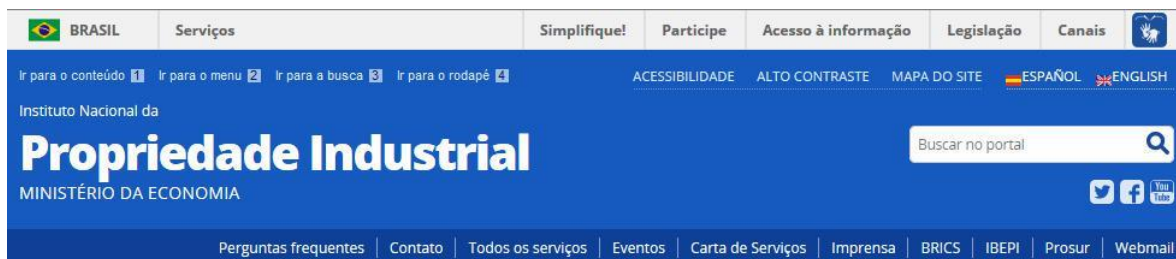 BRASIL Serviços Simplifique! Participe Acesso à informação Legislação Canais
Ir para o conteúdo 1 Ir para o menu 2 Ir para a busca 3 Ir para o rodapé 4 ACESSIBILIDADE ALTO CONTRASTE MAPA DO SITE ESPAÑOL ENGLISH
Instituto Nacional da
Propriedade Industrial
Buscar no portal
MINISTÉRIO DA ECONOMIA
You Tube
Perguntas frequentes Contato Todos os serviços Eventos Carta de Serviços Imprensa BRICS IBEPI Prosur Webmail